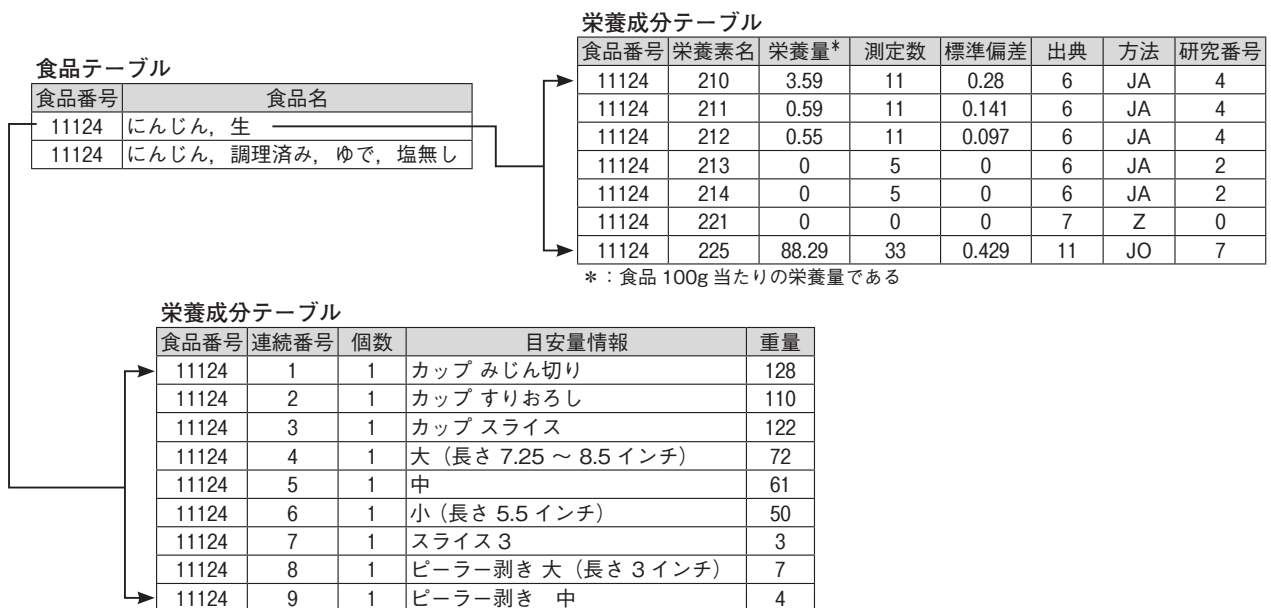 栄養成分テーブル
食品番号 栄養素名 栄養量* 測定数 標準偏差 出典 方法 研究番号
11124 210 3.59 11 0.28 6 JA 4
11124 211 0.59 11 0.141 6 JA 4
11124 212 0.55 11 0.097 6 JA 4
11124 213 0 5 0 6 JA 2
11124 214 0 5 0 6 JA 2
11124 221 0 0 0 7 Z 0
11124 225 88.29 33 0.429 11 JO 7
*：食品 100g 当たりの栄養量である
食品テーブル
食品番号 食品名
11124 にんじん，生
11124 にんじん，調理済み，ゆで，塩無し
栄養成分テーブル
食品番号 連続番号 個数 目安量情報 重量
11124 1 1 カップ みじん切り 128
11124 2 1 カップ すりおろし 110
11124 3 1 カップ スライス 122
11124 4 1 大（長さ 7.25 ～ 8.5 インチ） 72
11124 5 1 中 61
11124 6 1 小（長さ 5.5 インチ） 50
11124 7 1 スライス 3 3
11124 8 1 ピーラー剥き 大（長さ 3 インチ） 7
11124 9 1 ピーラー剥き　中 4